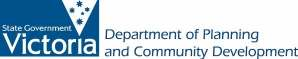 State Government
Victoria
Department of Planning
and Community Development